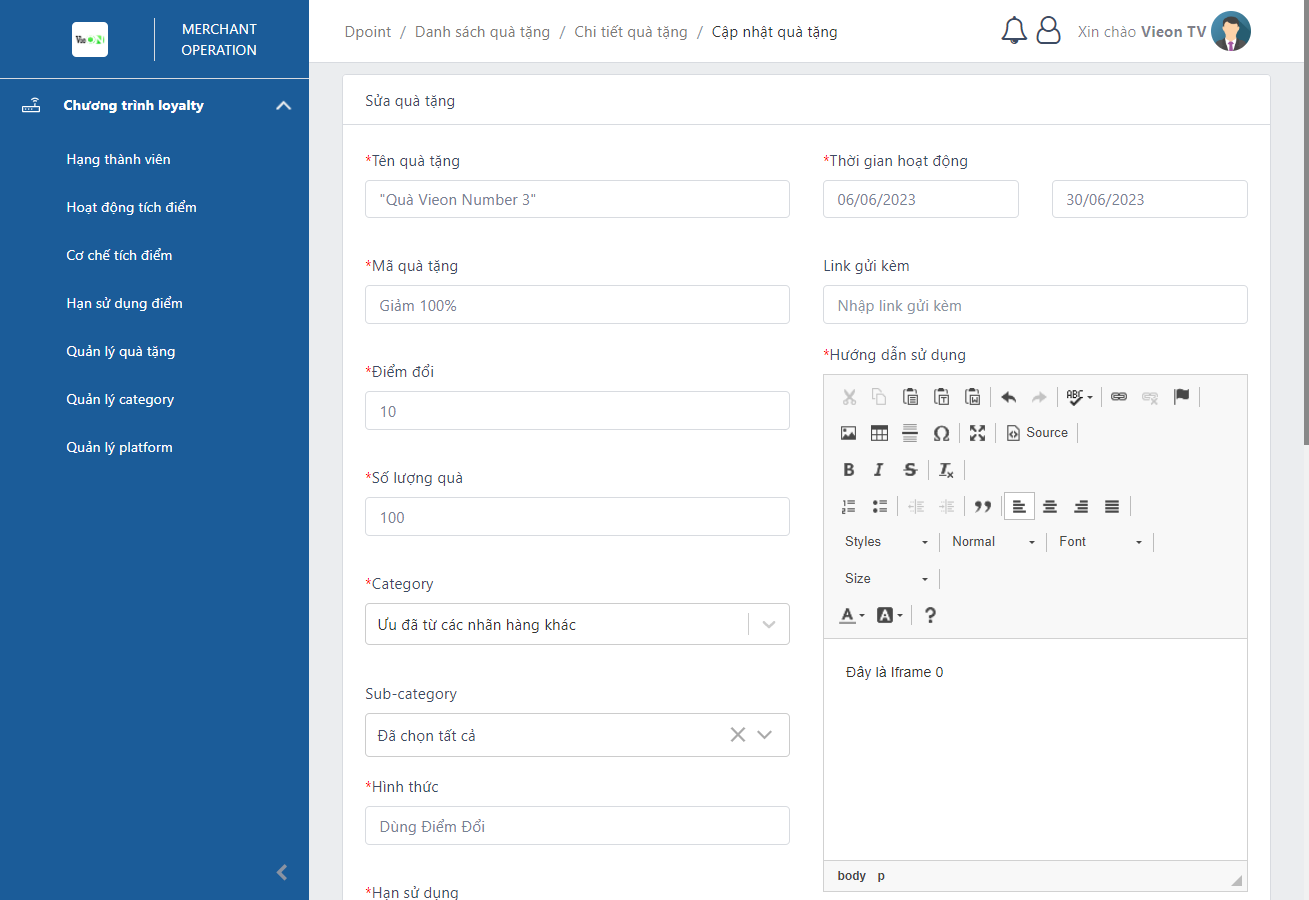 MERCHANT
OPERATION
Chương trình loyalty
Hạng thành viên
Hoạt động tích điểm
Cơ chế tích điểm
Hạn sử dụng điểm
Quản lý quà tặng
Quản lý category
Quản lý platform
Dpoint / Danh sách quà tặng / Chi tiết quà tặng / Cập nhật quà tặng
Xin chào Vieon TV
Sửa quà tặng
*Tên quà tặng
"Quà Vieon Number 3"
*Mã quà tặng
Giảm 100%
*Điểm đổi
10
*Số lượng quà
100
*Category
Ưu đã từ các nhãn hàng khác
Sub-category
Đã chọn tất cả
*Hình thức
Dùng Điểm Đổi
*Hạn sử dụng
*Thời gian hoạt động
06/06/2023 30/06/2023
Link gửi kèm
Nhập link gửi kèm
*Hướng dẫn sử dụng
Source
Styles Normal Font
Size
Đây là Iframe 0
body p